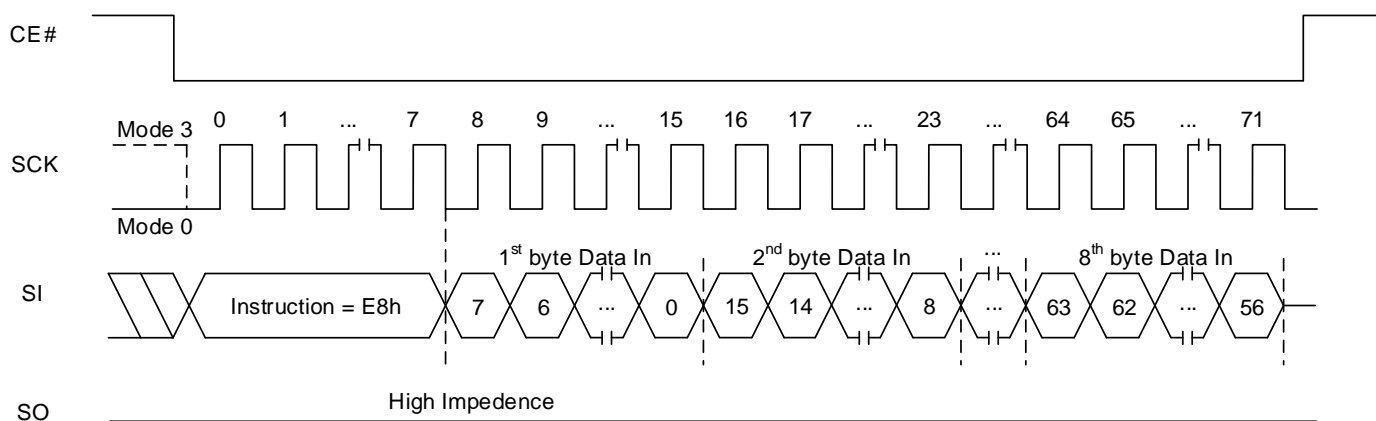 CE#
0 1 ... 7 8 9 ... 15 16 17 ... 23 ... 64 65 ... 71
Mode 3
SCK
Mode 0
1st byte Data In 2nd byte Data In ... 8th byte Data In
SI Instruction = E8h 7 6 ... 0 15 14 ... 8 ... 63 62 ... 56
High Impedence
SO